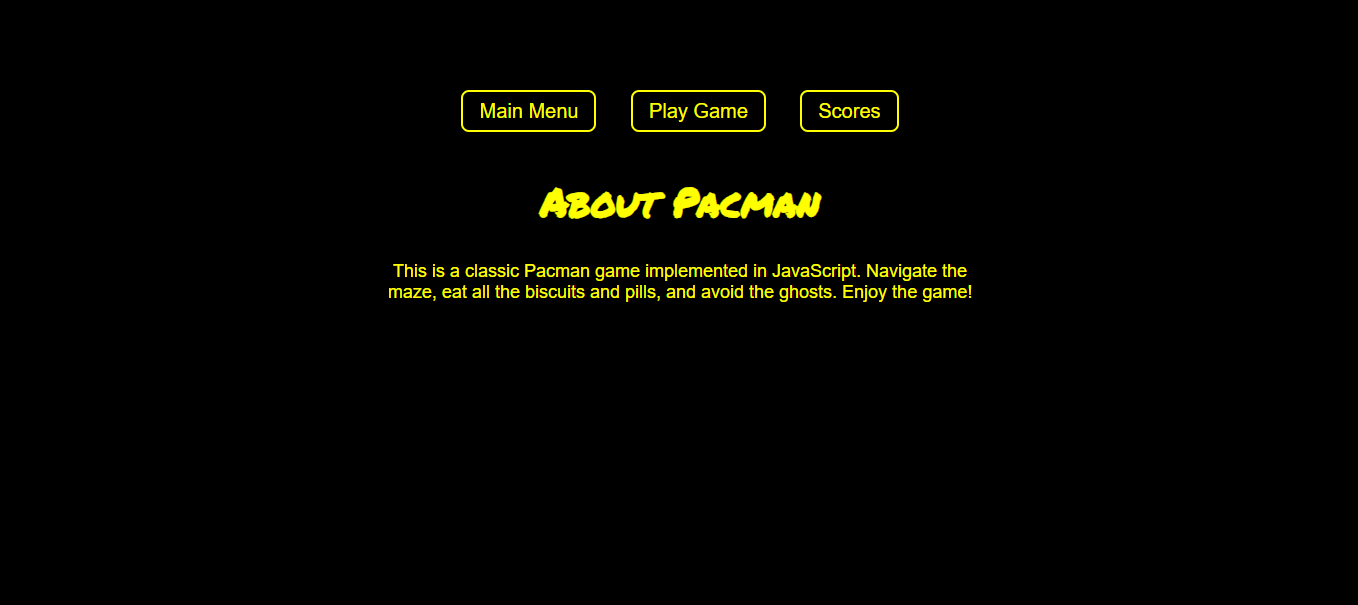 Main Menu Play Game Scores
About Pacman
This is a classic Pacman game implemented in JavaScript. Navigate the
maze, eat all the biscuits and pills, and avoid the ghosts. Enjoy the game!